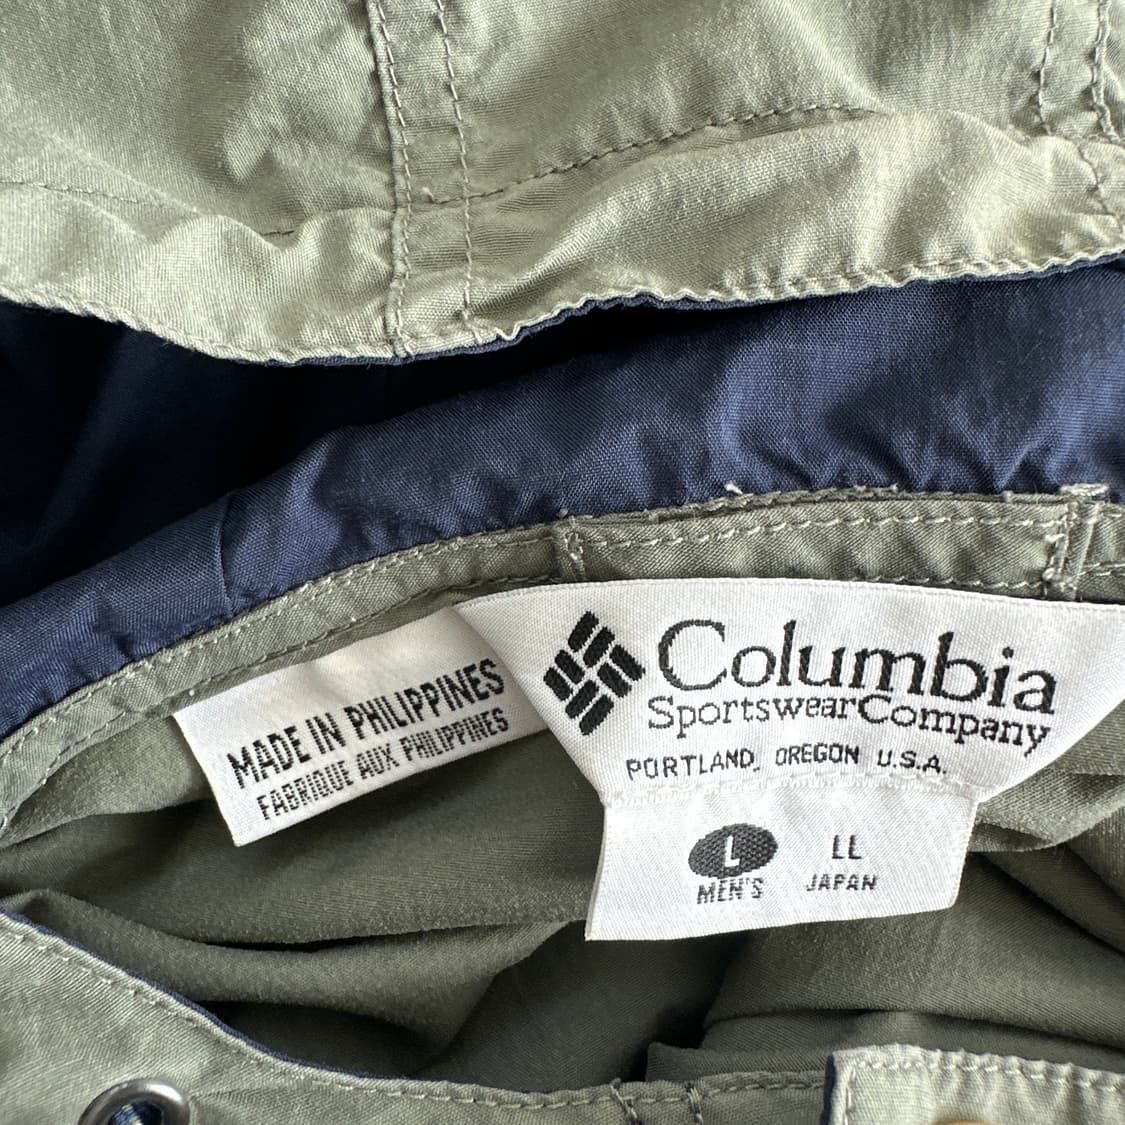 MADE IN PHILIPPINES
FABRIQUE AUX PHILIPPINES
Columbia
SportswearCompany
PORTLAND, OREGON U.S.A.
L
MEN'S
LL
JAPAN